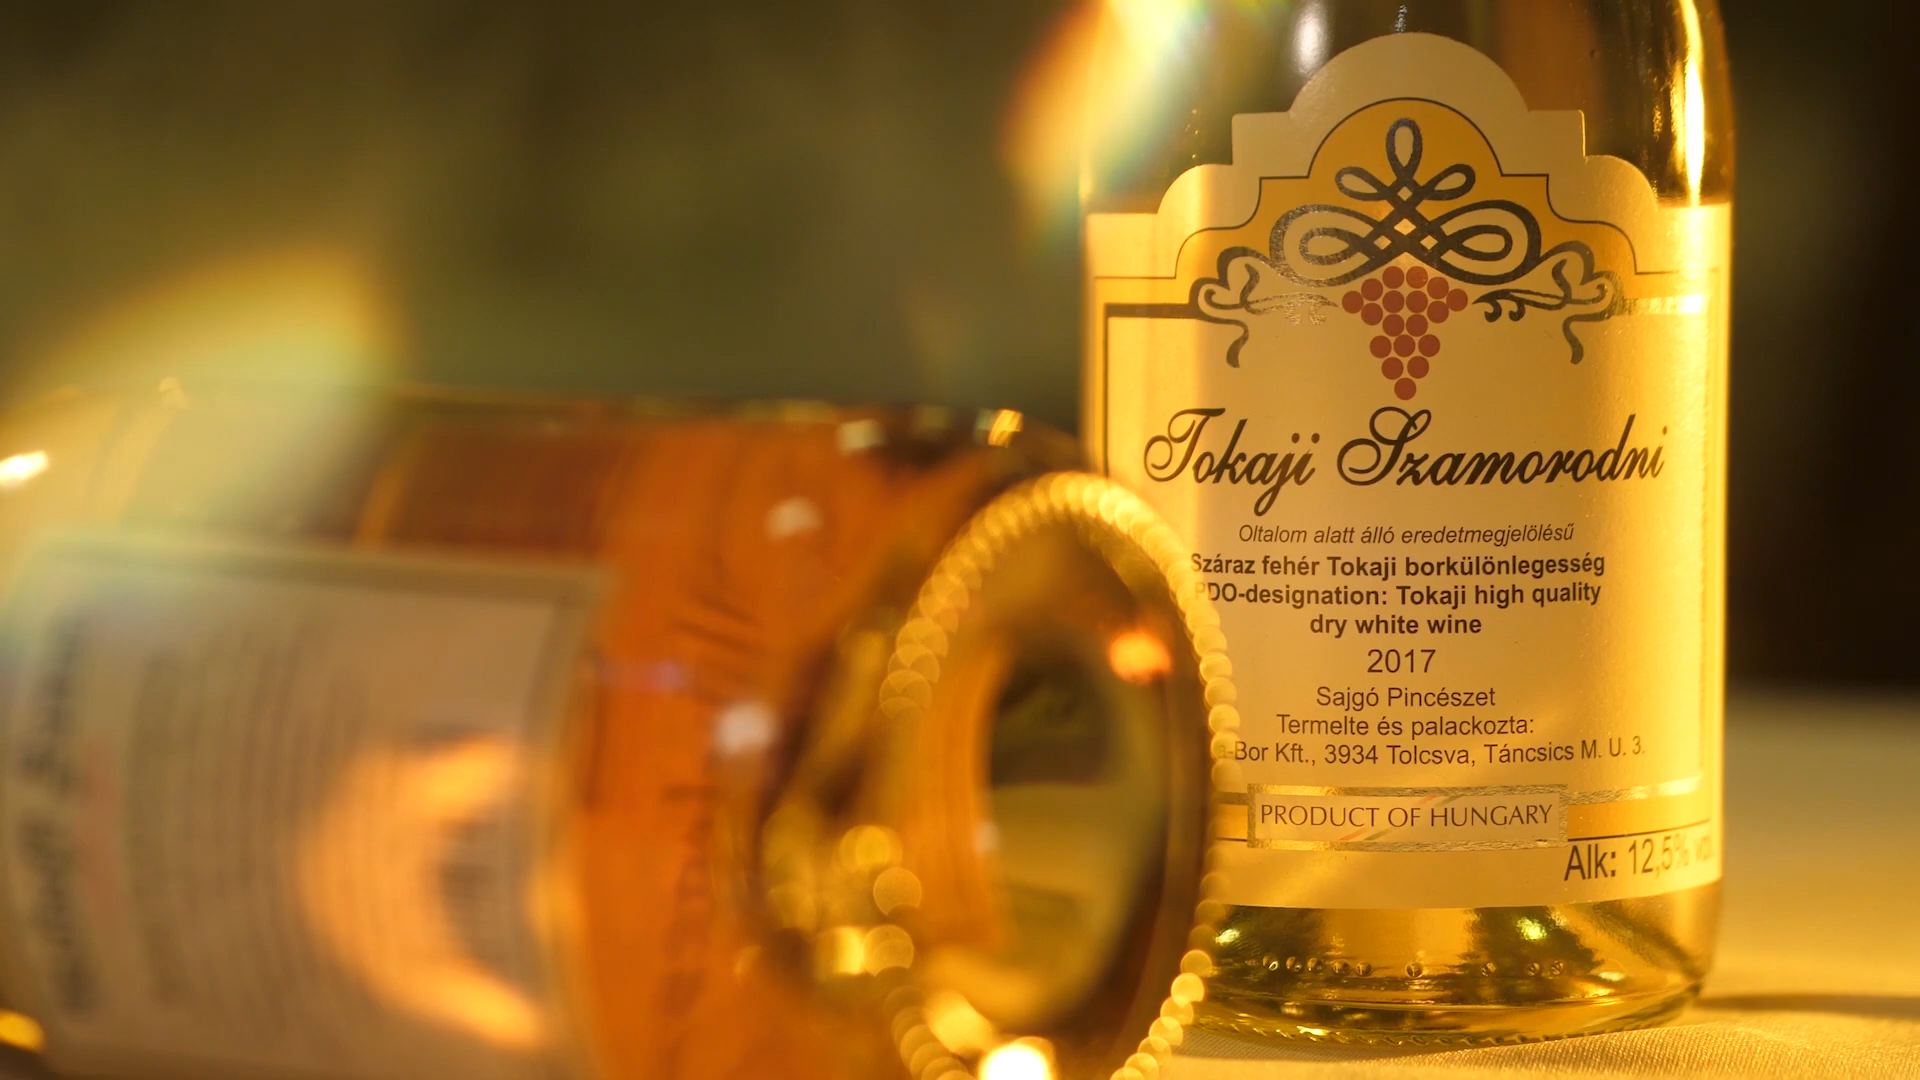 Tokaji Szamorodni
Oltalom alatt álló eredetmegjelölésű
Száraz fehér Tokaji borkülönlegesség
PDO-designation: Tokaji high quality
dry white wine
2017
Sajgó Pincészet
Termelte és palackozta:
-Bor Kft., 3934 Tolcsva, Táncsics M. U. 3.
PRODUCT OF HUNGARY
Alk: 12,5%